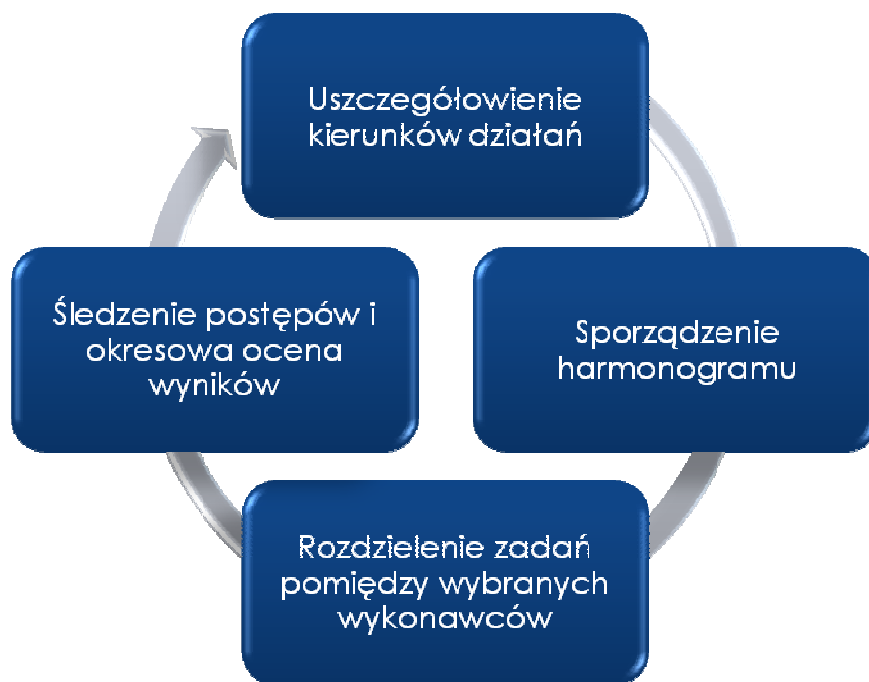 Uszczegółowienie
kierunków działań
Sporządzenie
harmonogramu
Rozdzielenie zadań
pomiędzy wybranych
wykonawców
Śledzenie postępów i
okresowa ocena
wyników